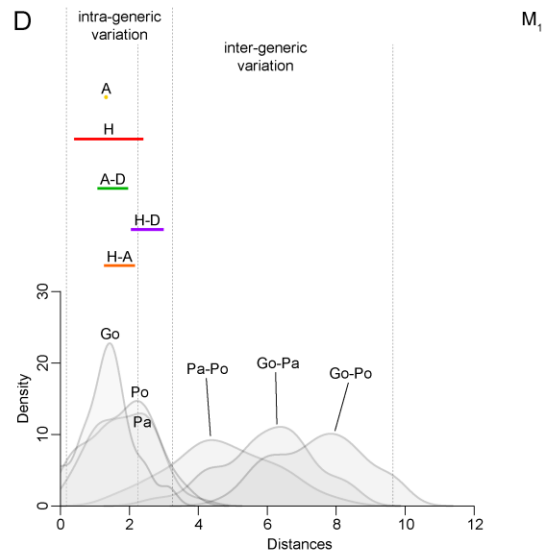 D
M1
intra-generic
variation
inter-generic
variation
A
H
A-D
H-D
H-A
30
20
10
0
Density
Go
Po
Pa
Pa-Po
Go-Pa
Go-Po
0 2 4 6 8 10 12
Distances